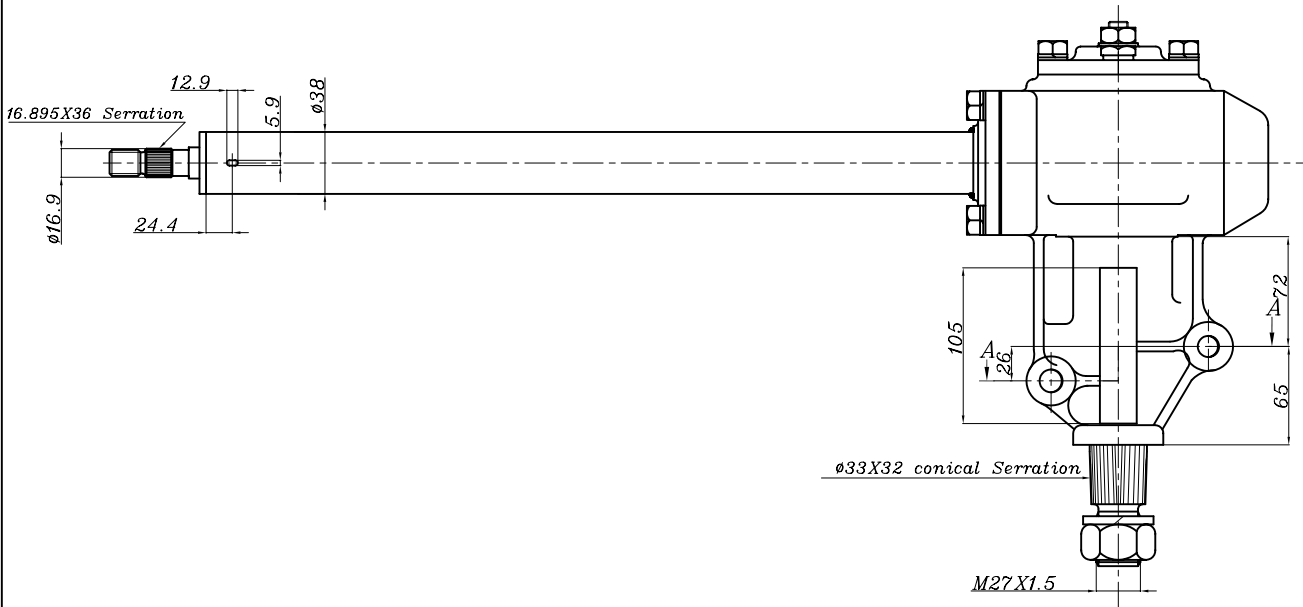 12.9
16.895X36 Serration
5.9
ø38
ø16.9
24.4
72
A
105
A
26
65
ø33X32 conical Serration
M27X1.5